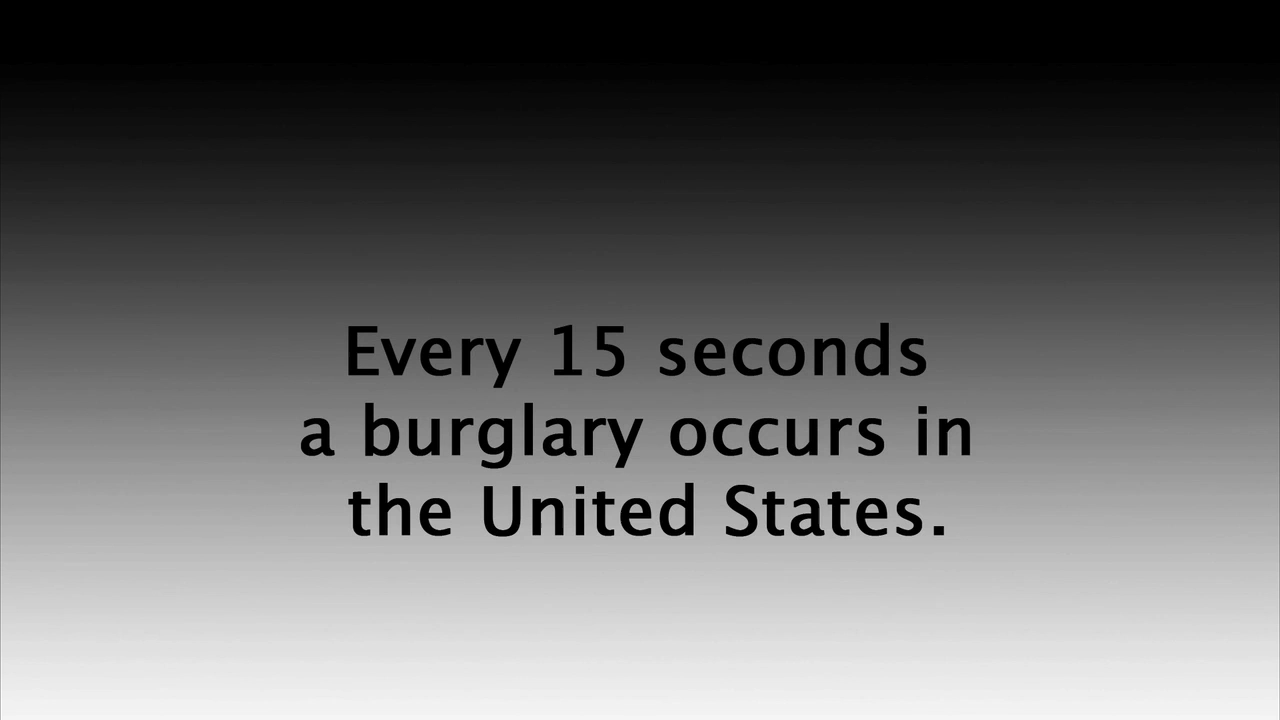 Every 15 seconds
a burglary occurs in
the United States.